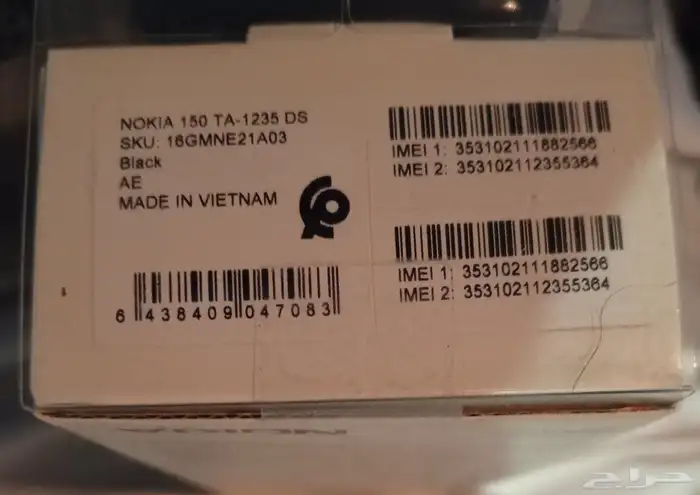 NOKIA 150 TA-1235 DS
SKU: 16GMNE21A03
Black
AE
MADE IN VIETNAM
6 438409 047083
IMEI 1: 353102111882566
IMEI 2: 353102112355364
IMEI 1: 353102111882566
IMEI 2: 353102112355364
NOKIA
حراج